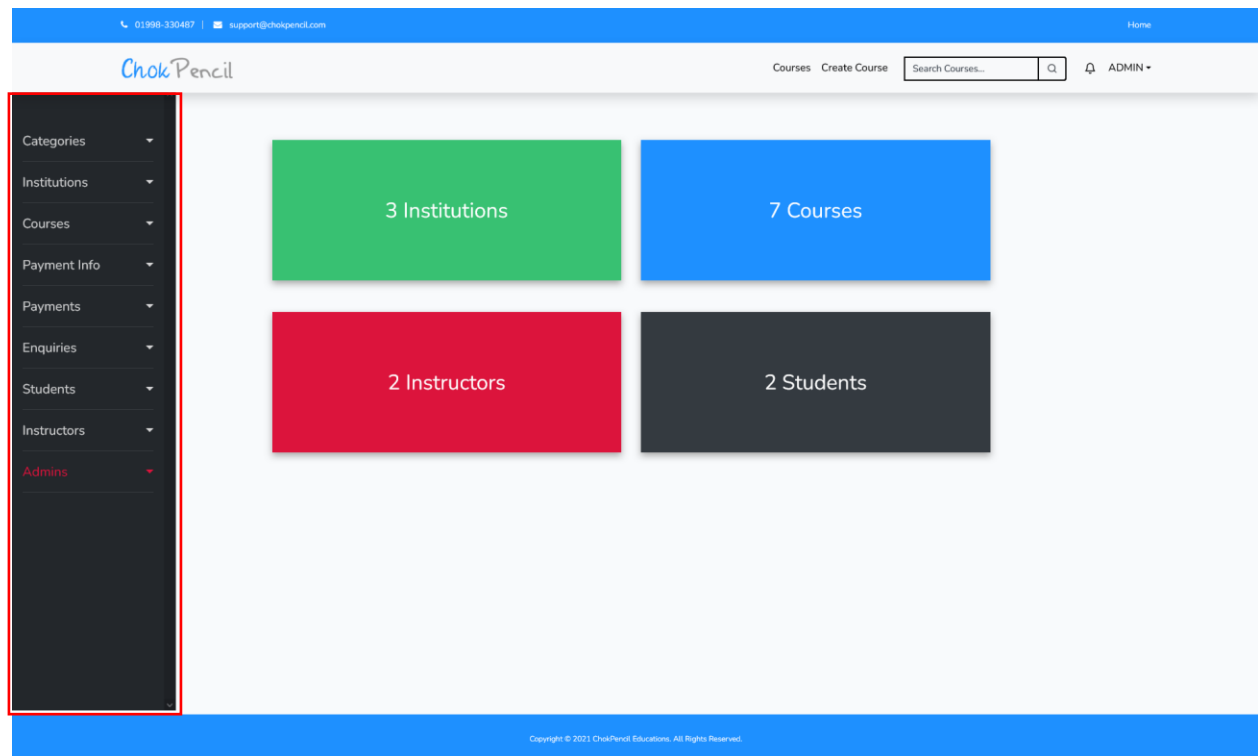 01998-330487 | support@chokpencil.com Home
ChokPencil Courses Create Course Search Courses... ADMIN
Categories
Institutions
Courses
Payment Info
Payments
Enquiries
Students
Instructors
Admins
3 Institutions 7 Courses
2 Instructors 2 Students
Copyright © 2021 ChokPencil Educations. All Rights Reserved.